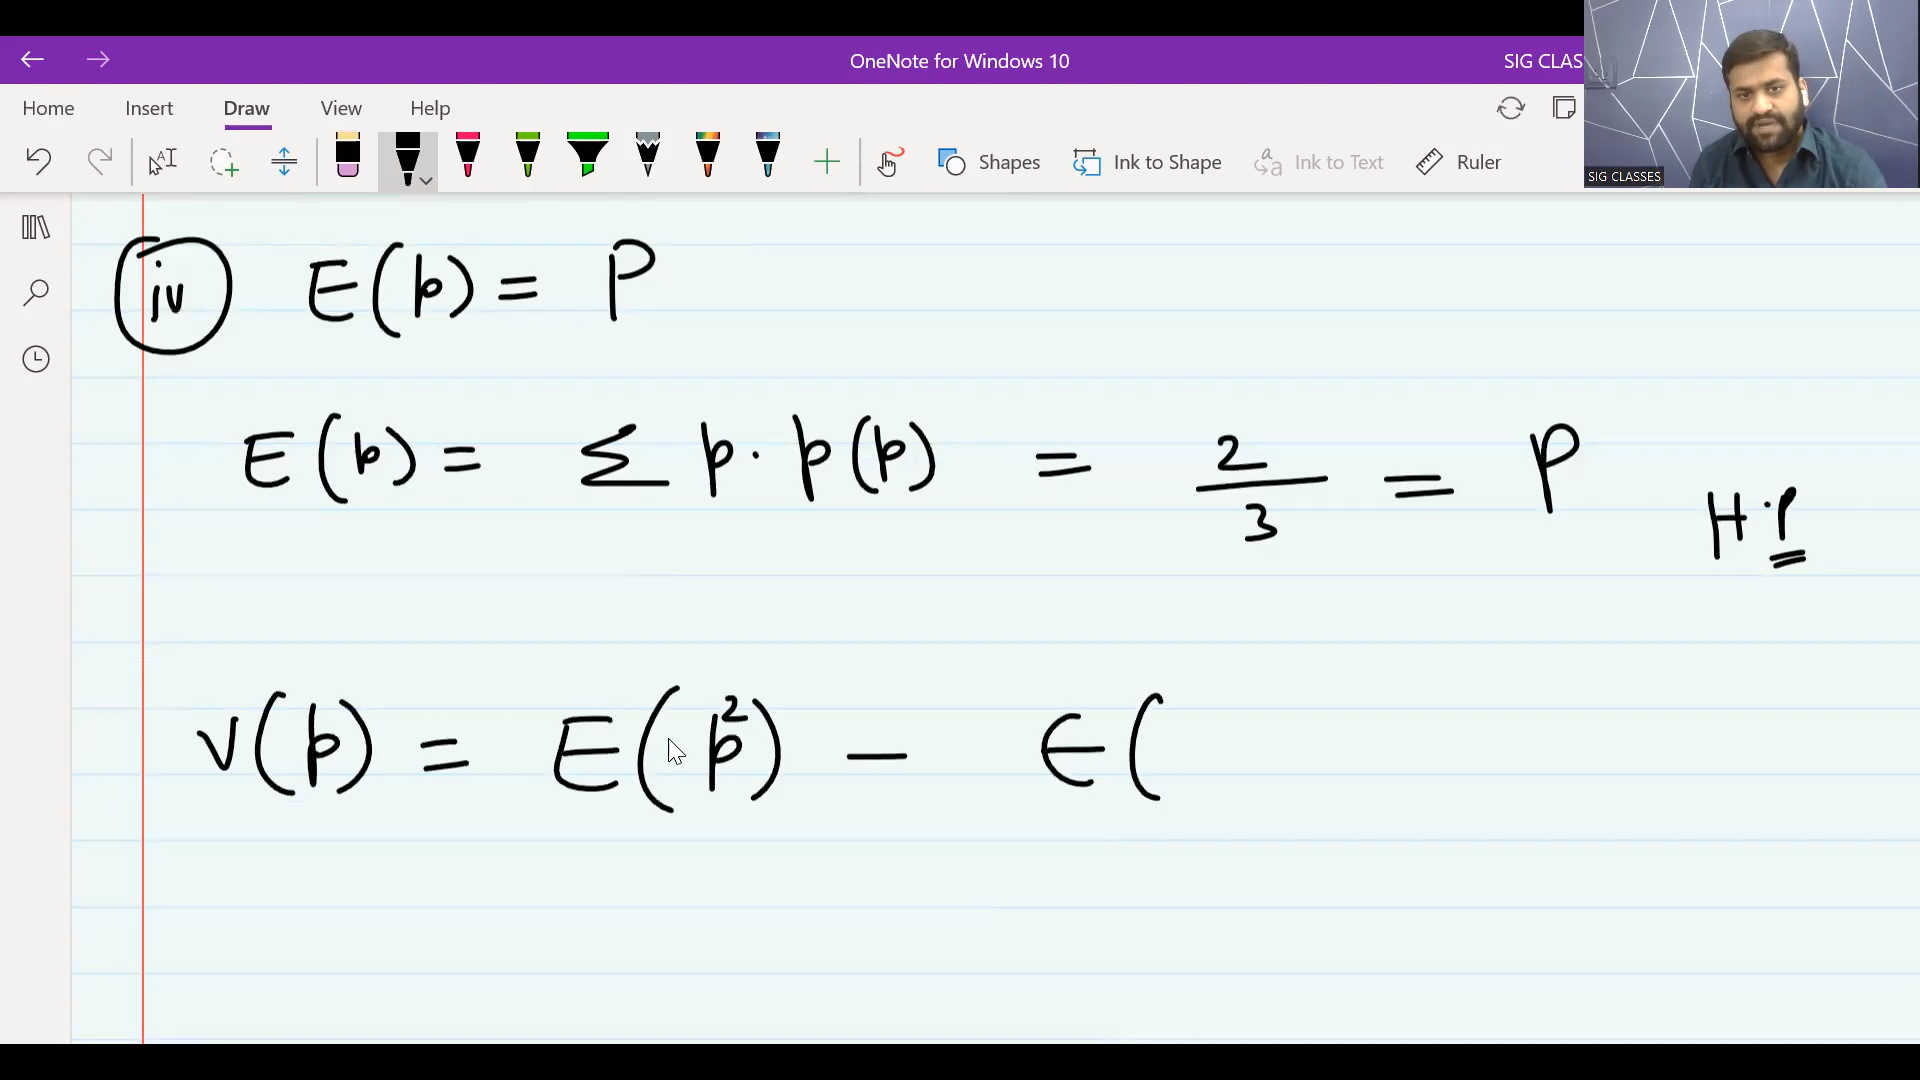 OneNote for Windows 10
SIG CLAS
Home Insert Draw View Help
Shapes Ink to Shape Ink to Text Ruler
SIG CLASSES
iv E(p) = P
E(p) = Σ p · p(p) = 2/3 = P
H.P
V(p) = E(p²) − E(